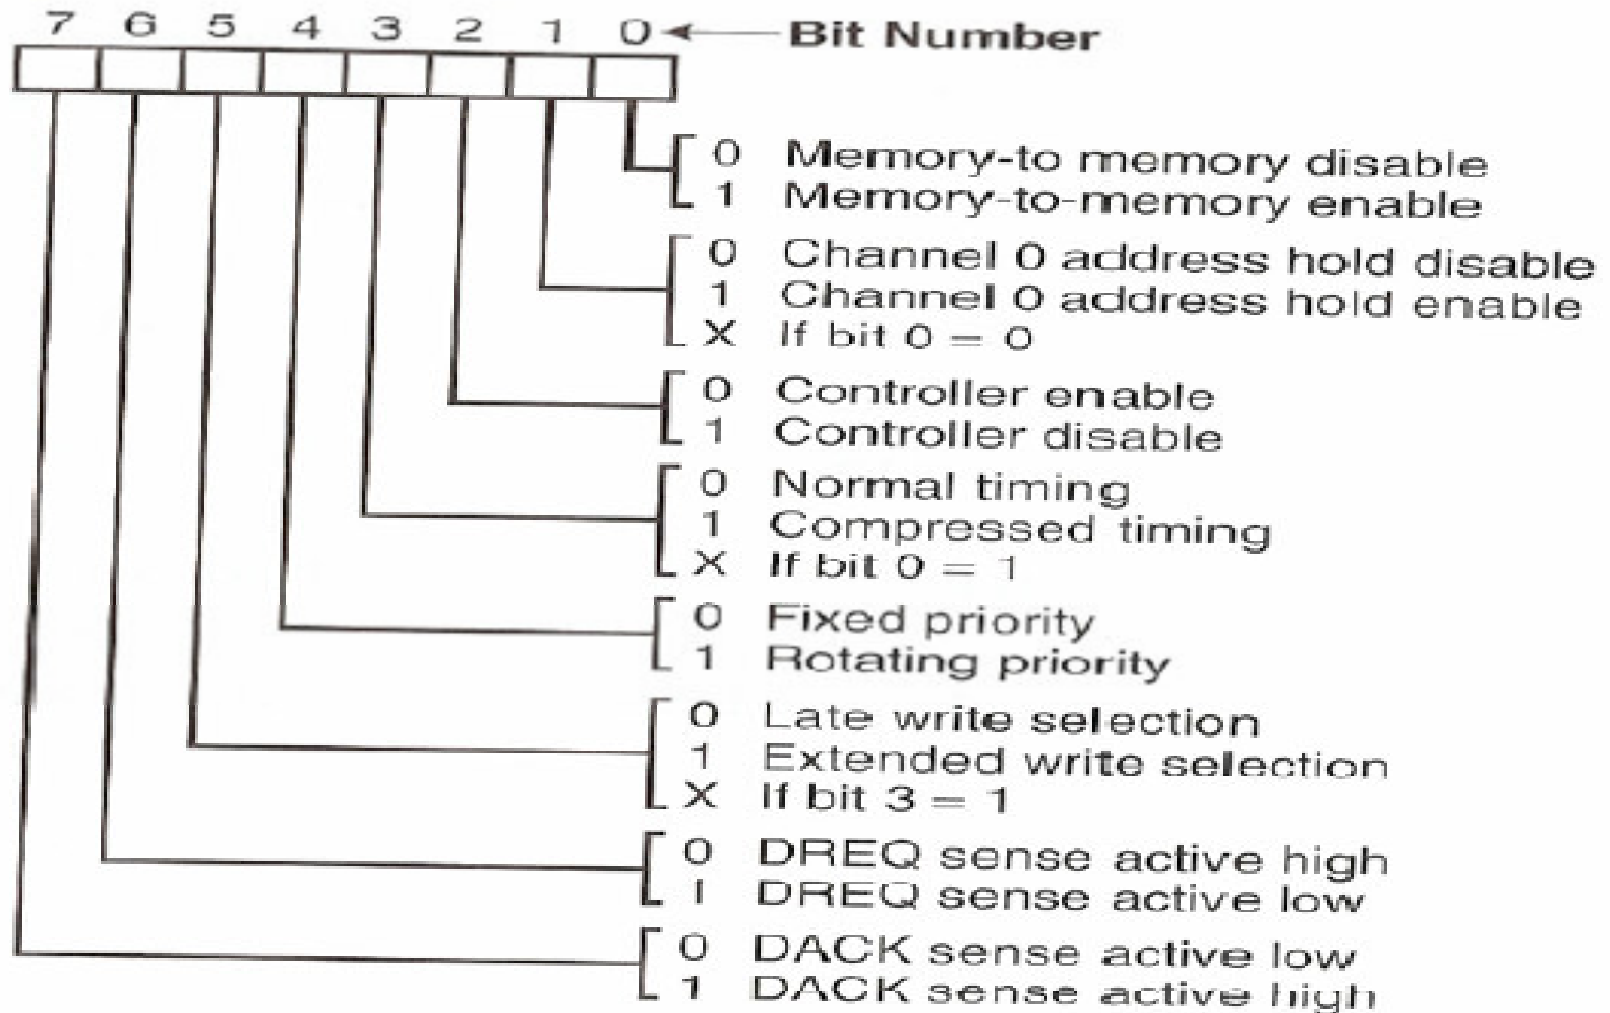 7 6 5 4 3 2 1 0 Bit Number
0 Memory-to memory disable
1 Memory-to-memory enable
0 Channel 0 address hold disable
1 Channel 0 address hold enable
X If bit 0 = 0
0 Controller enable
1 Controller disable
0 Normal timing
1 Compressed timing
X If bit 0 = 1
0 Fixed priority
1 Rotating priority
0 Late write selection
1 Extended write selection
X If bit 3 = 1
0 DREQ sense active high
1 DREQ sense active low
0 DACK sense active low
1 DACK sense active high